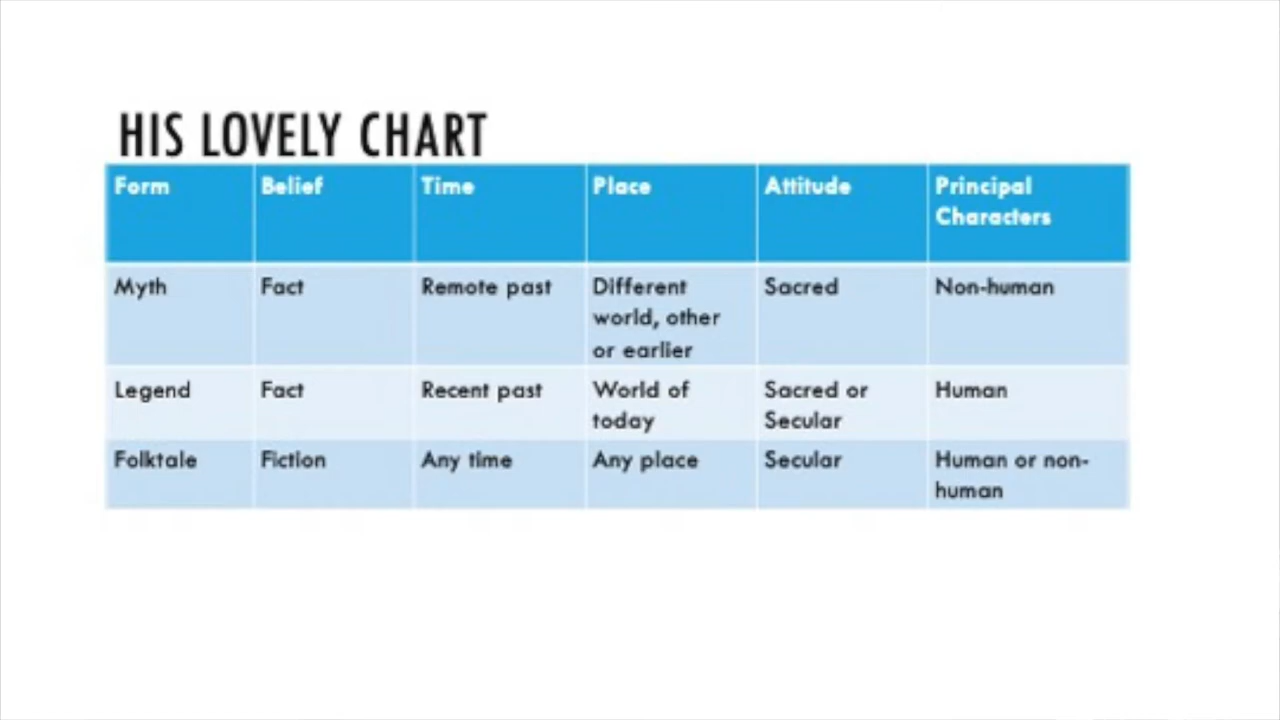 HIS LOVELY CHART
Form Belief Time Place Attitude Principal
Characters
Myth Fact Remote past Different Sacred Non-human
world, other
or earlier
Legend Fact Recent past World of Sacred or Human
today Secular
Folktale Fiction Any time Any place Secular Human or non-
human